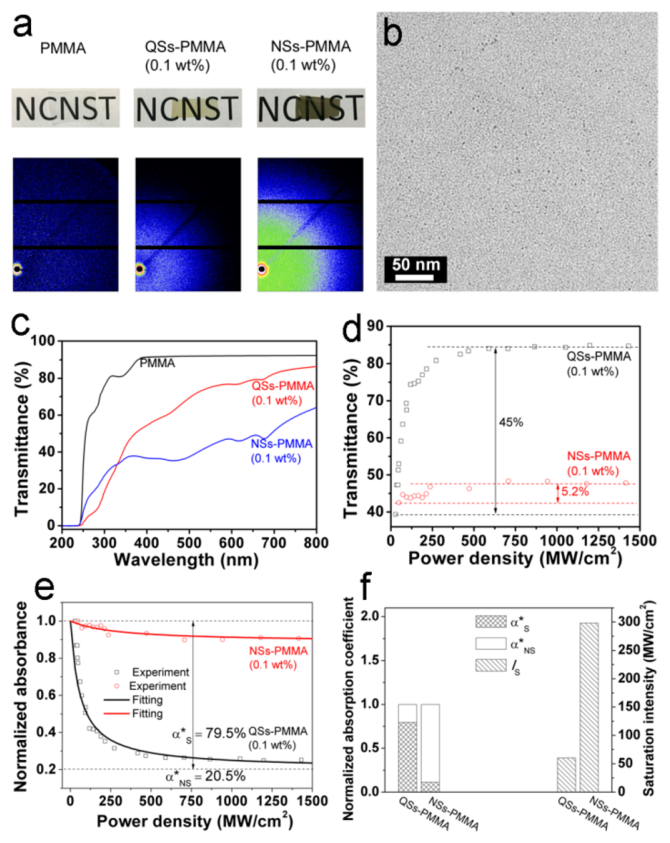 a
PMMA
QSs-PMMA
(0.1 wt%)
NSs-PMMA
(0.1 wt%)
NCNST
NCNST
NCNST
b
50 nm
c
100
80
60
40
20
0
200 300 400 500 600 700 800
Transmittance (%)
Wavelength (nm)
PMMA
QSs-PMMA
(0.1 wt%)
NSs-PMMA
(0.1 wt%)
d
90
80
70
60
50
40
0 250 500 750 1000 1250 1500
Transmittance (%)
Power density (MW/cm²)
QSs-PMMA
(0.1 wt%)
45%
NSs-PMMA
(0.1 wt%)
5.2%
e
1.0
0.8
0.6
0.4
0.2
0 250 500 750 1000 1250 1500
Normalized absorbance
Power density (MW/cm²)
NSs-PMMA
(0.1 wt%)
Experiment
Experiment
Fitting
Fitting
α*S = 79.5%
QSs-PMMA
(0.1 wt%)
α*NS = 20.5%
f
2.0
1.5
1.0
0.5
0.0
Normalized absorption coefficient
α*S
α*NS
IS
300
250
200
150
100
50
0
Saturation intensity (MW/cm²)
QSs-PMMA
NSs-PMMA
QSs-PMMA
NSs-PMMA